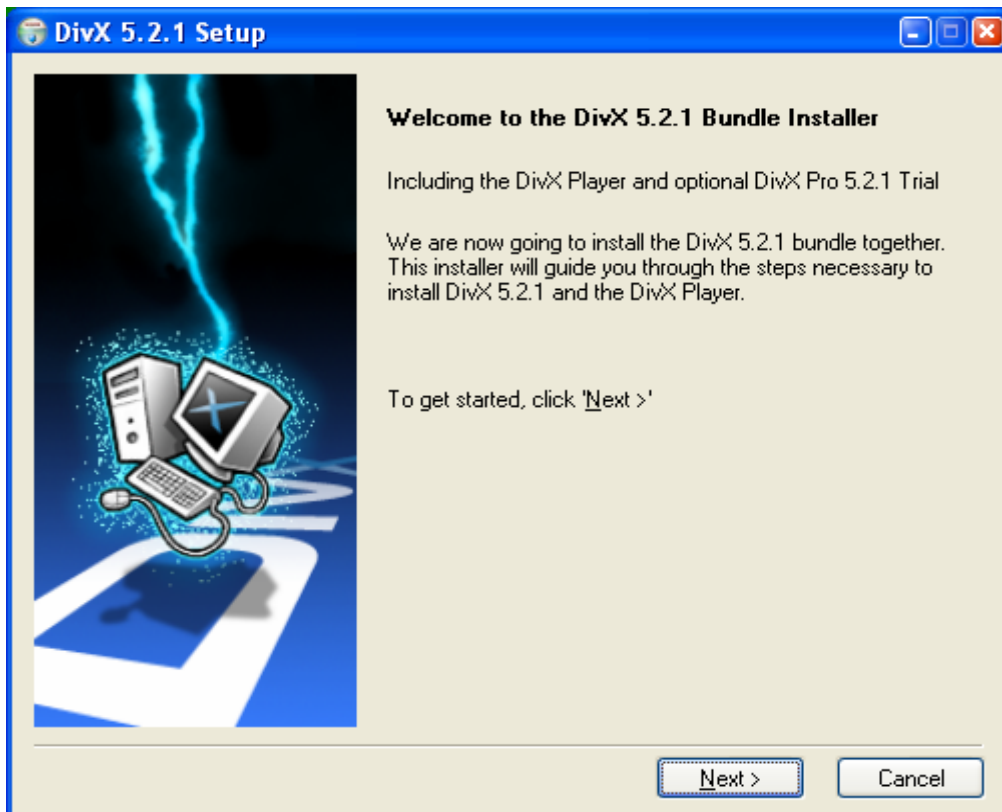 DivX 5.2.1 Setup
Welcome to the DivX 5.2.1 Bundle Installer
Including the DivX Player and optional DivX Pro 5.2.1 Trial
We are now going to install the DivX 5.2.1 bundle together.
This installer will guide you through the steps necessary to
install DivX 5.2.1 and the DivX Player.
To get started, click 'Next >'
Next >
Cancel